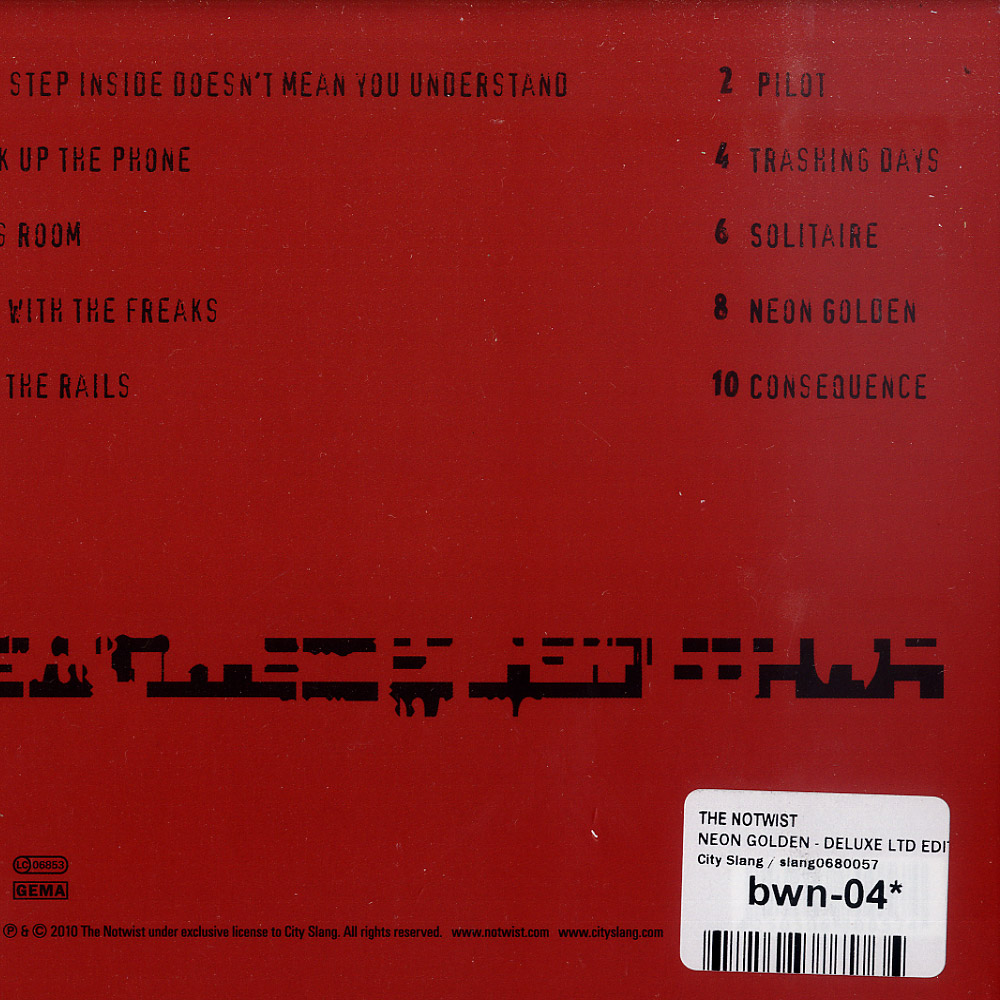 STEP INSIDE DOESN'T MEAN YOU UNDERSTAND 2 PILOT
K UP THE PHONE 4 TRASHING DAYS
S ROOM 6 SOLITAIRE
WITH THE FREAKS 8 NEON GOLDEN
THE RAILS 10 CONSEQUENCE
THE NOTWIST
NEON GOLDEN - DELUXE LTD EDIT
City Slang / slang0680057
bwn-04*
LC 06853
GEMA
℗ & © 2010 The Notwist under exclusive license to City Slang. All rights reserved. www.notwist.com www.cityslang.com